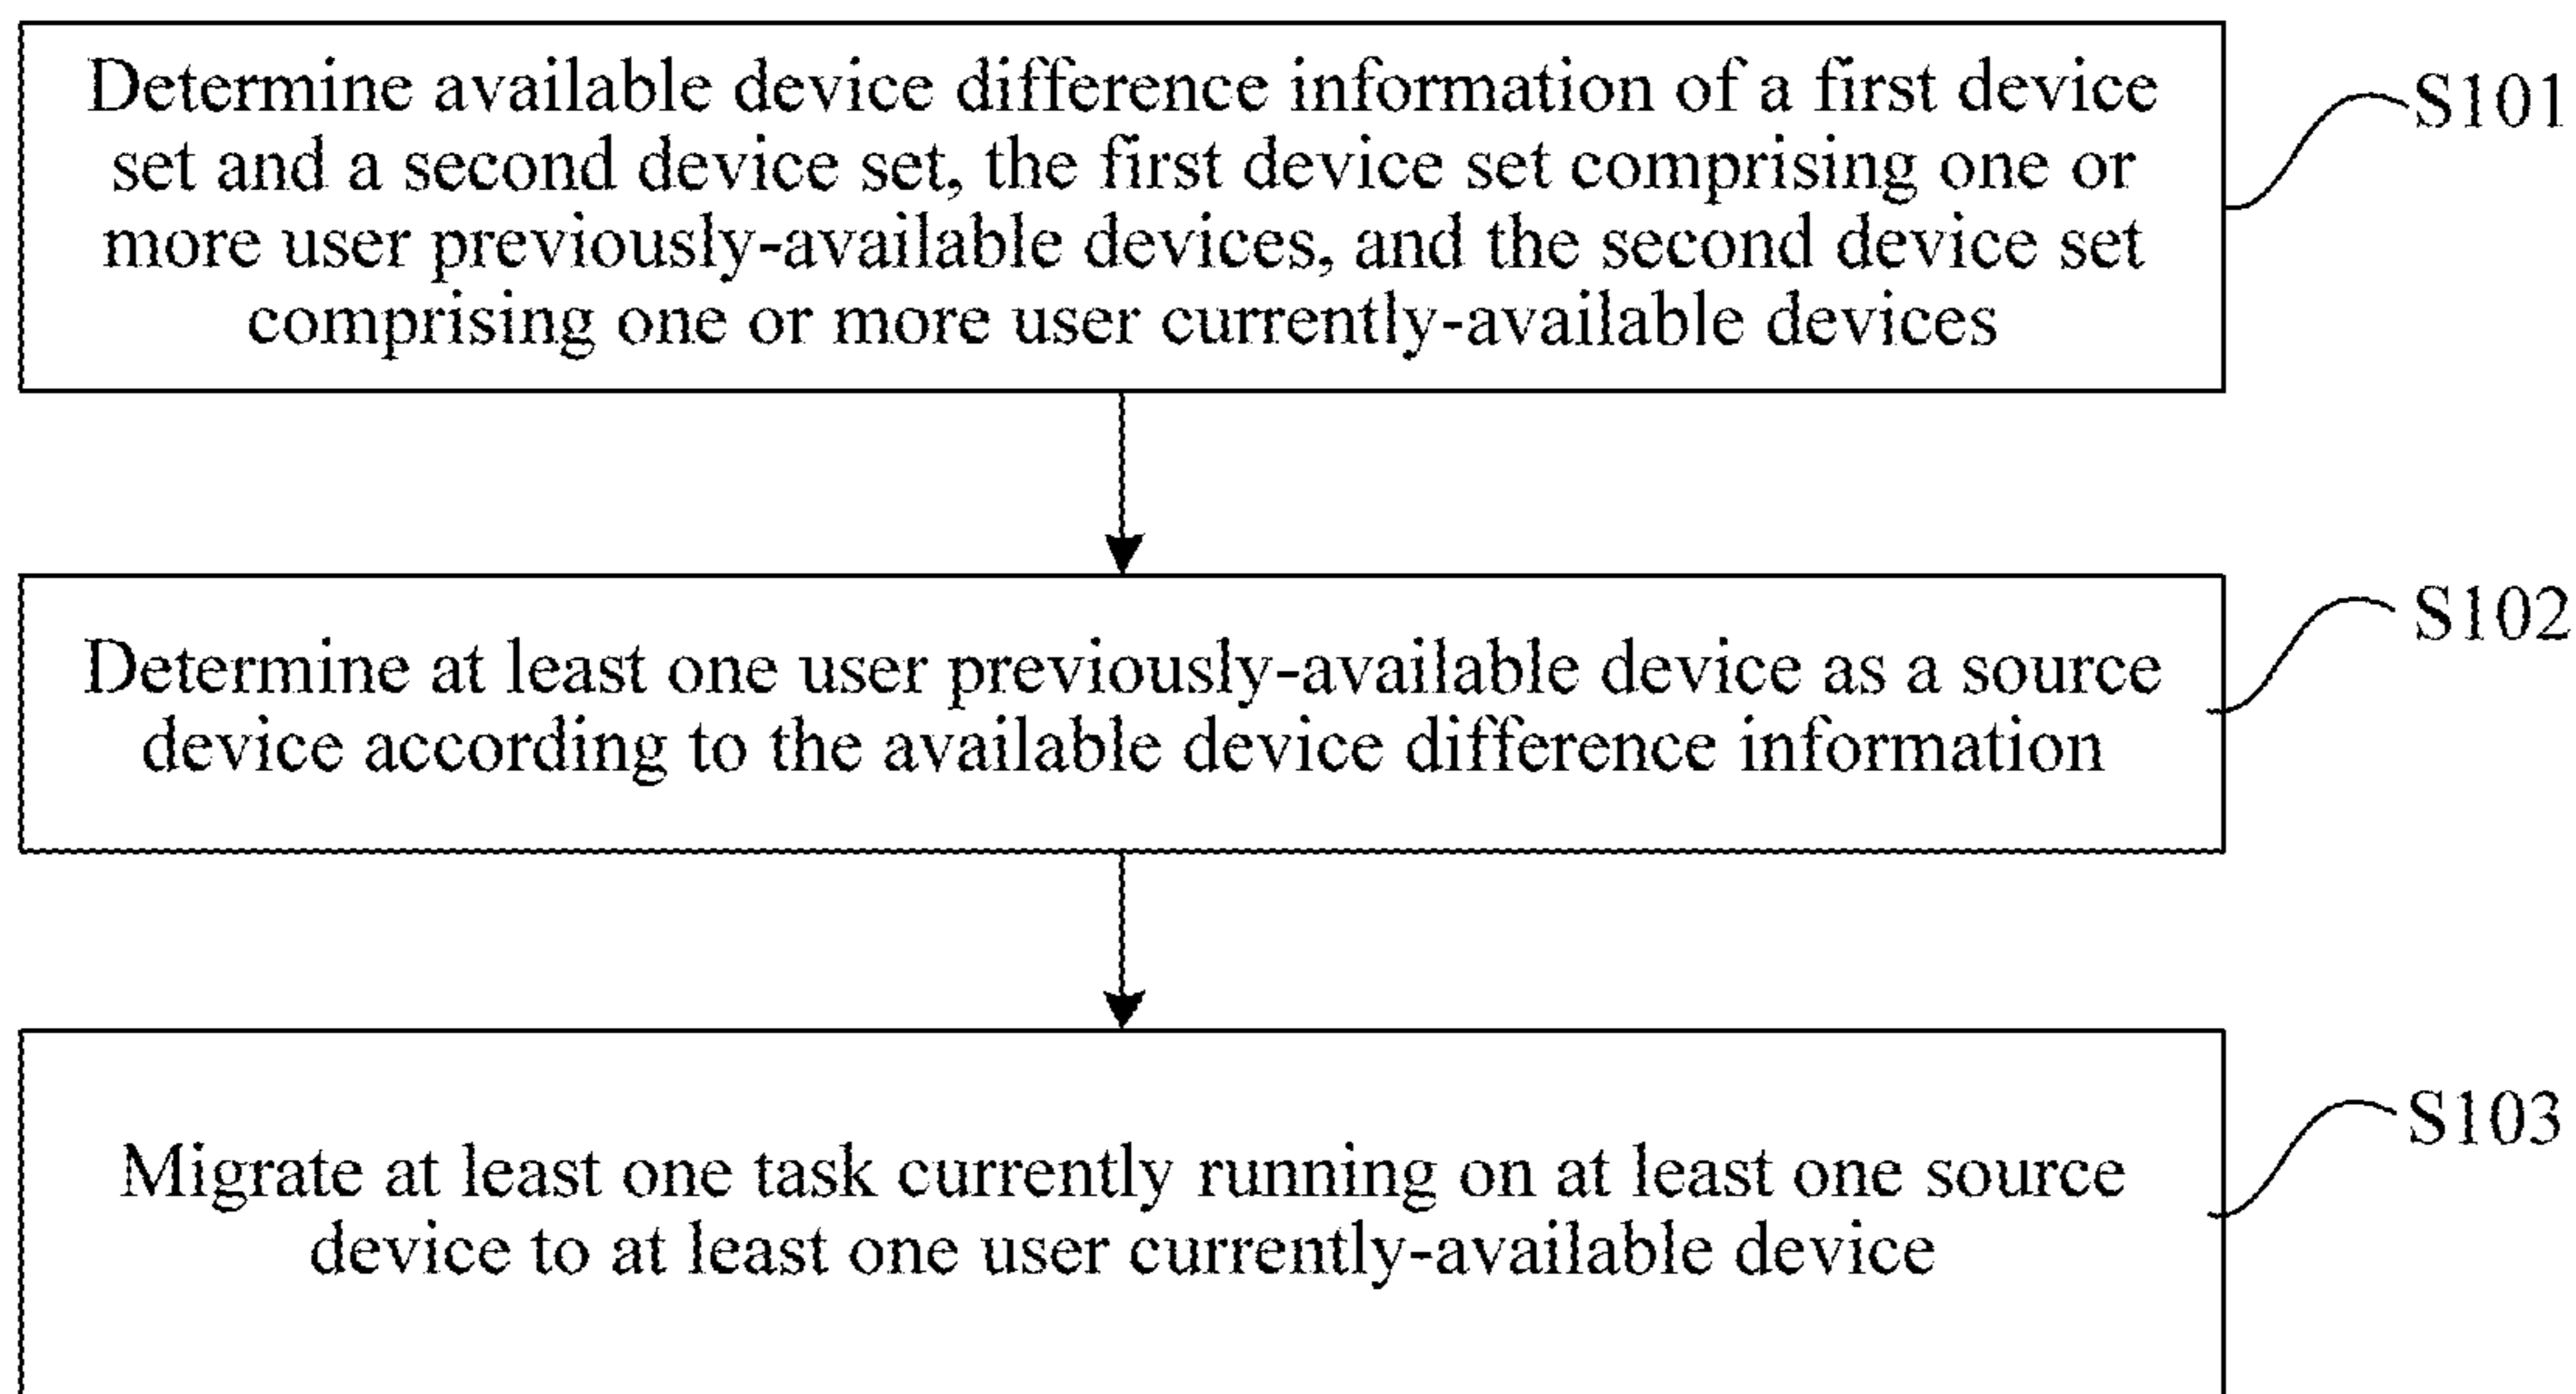 Determine available device difference information of a first device
set and a second device set, the first device set comprising one or
more user previously-available devices, and the second device set
comprising one or more user currently-available devices
S101
Determine at least one user previously-available device as a source
device according to the available device difference information
S102
Migrate at least one task currently running on at least one source
device to at least one user currently-available device
S103